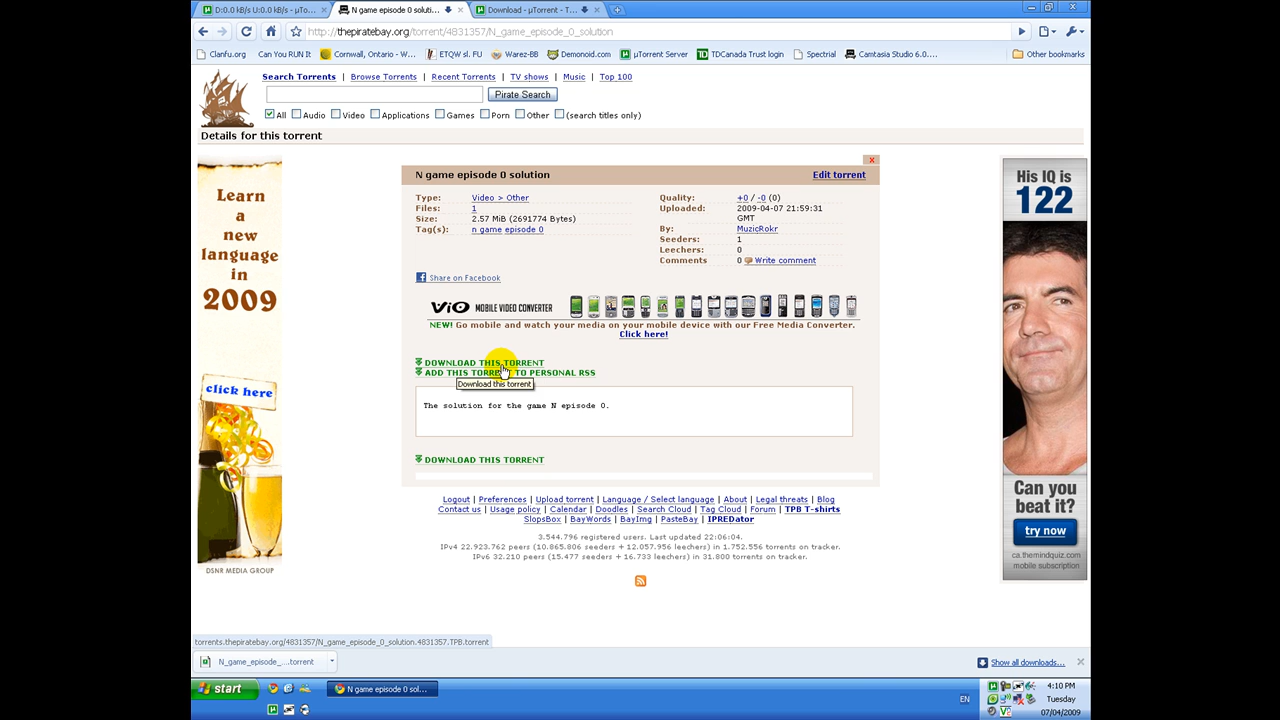 D:0.0 kB/s U:0.0 kB/s - µTo...
N game episode 0 soluti...
Download - µTorrent - T...
http://thepiratebay.org/torrent/4831357/N_game_episode_0_solution
Clanfu.org
Can You RUN It
Cornwall, Ontario - W...
ETQW sl. FU
Warez-BB
Demonoid.com
µTorrent Server
TDCanada Trust login
Spectrial
Camtasia Studio 6.0....
Other bookmarks
Search Torrents | Browse Torrents | Recent Torrents | TV shows | Music | Top 100
Pirate Search
All Audio Video Applications Games Porn Other (search titles only)
Details for this torrent
Learn
a
new
language
in
2009
click here
DSNR MEDIA GROUP
N game episode 0 solution
Edit torrent
Type: Video > Other
Files: 1
Size: 2.57 MiB (2691774 Bytes)
Tag(s): n game episode 0
Quality: +0 / -0 (0)
Uploaded: 2009-04-07 21:59:31
GMT
By: MuzicRokr
Seeders: 1
Leechers: 0
Comments 0 Write comment
Share on Facebook
ViO MOBILE VIDEO CONVERTER
NEW! Go mobile and watch your media on your mobile device with our Free Media Converter.
Click here!
DOWNLOAD THIS TORRENT
ADD THIS TORRENT TO PERSONAL RSS
Download this torrent
The solution for the game N episode 0.
DOWNLOAD THIS TORRENT
Logout | Preferences | Upload torrent | Language / Select language | About | Legal threats | Blog
Contact us | Usage policy | Calendar | Doodles | Search Cloud | Tag Cloud | Forum | TPB T-shirts
SlopsBox | BayWords | BayImg | PasteBay | IPREDator
3.544.796 registered users. Last updated 22:06:04.
IPv4 22.923.762 peers (10.865.806 seeders + 12.057.956 leechers) in 1.752.556 torrents on tracker.
IPv6 32.210 peers (15.477 seeders + 16.733 leechers) in 31.800 torrents on tracker.
His IQ is
122
Can you
beat it?
try now
ca.themindquiz.com
mobile subscription
torrents.thepiratebay.org/4831357/N_game_episode_0_solution.4831357.TPB.torrent
N_game_episode_....torrent
Show all downloads...
start
N game episode 0 sol...
EN
4:10 PM
Tuesday
07/04/2009